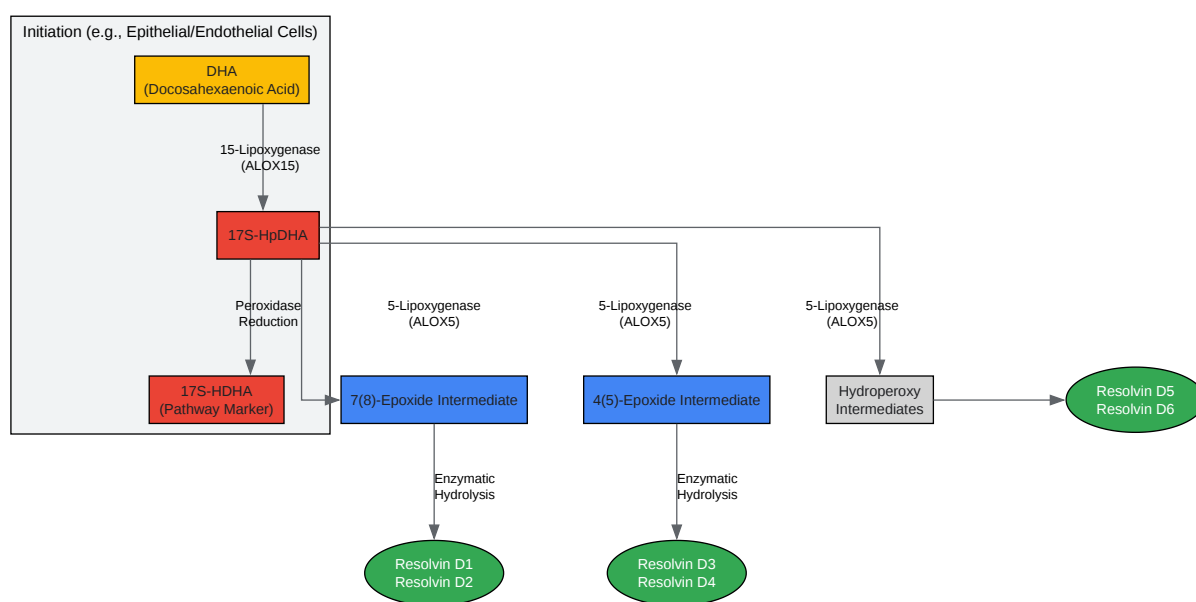 Initiation (e.g., Epithelial/Endothelial Cells)
DHA
(Docosahexaenoic Acid)
15-Lipoxygenase
(ALOX15)
17S-HpDHA
Peroxidase
Reduction
5-Lipoxygenase
(ALOX5)
5-Lipoxygenase
(ALOX5)
5-Lipoxygenase
(ALOX5)
17S-HDHA
(Pathway Marker)
7(8)-Epoxide Intermediate
4(5)-Epoxide Intermediate
Hydroperoxy
Intermediates
Resolvin D5
Resolvin D6
Enzymatic
Hydrolysis
Enzymatic
Hydrolysis
Resolvin D1
Resolvin D2
Resolvin D3
Resolvin D4